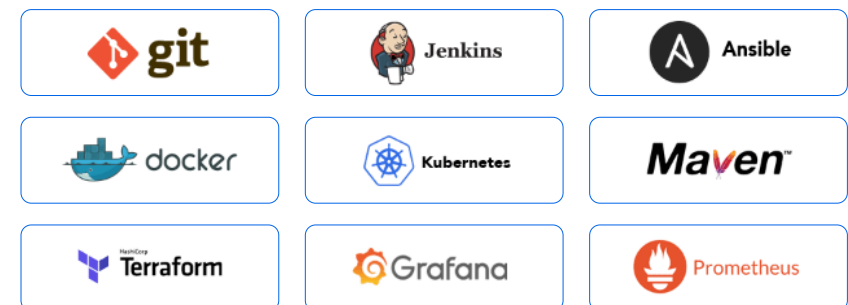 git
Jenkins
Ansible
docker
Kubernetes
Maven™
HashiCorp
Terraform
Grafana
Prometheus